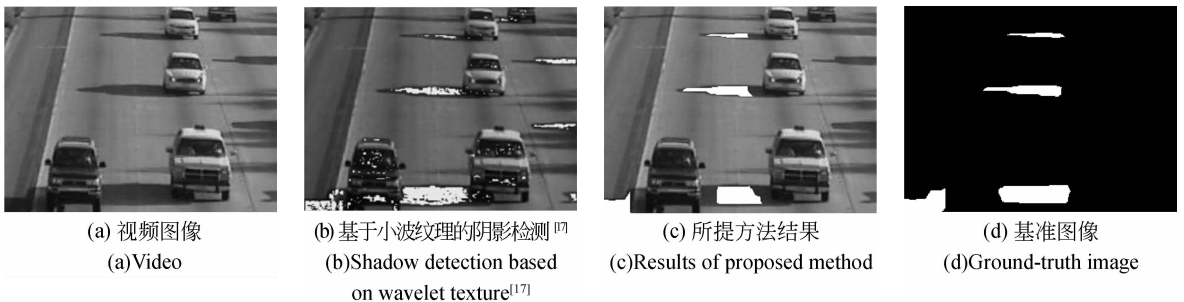 (a) 视频图像
(a)Video
(b) 基于小波纹理的阴影检测[17]
(b)Shadow detection based
on wavelet texture[17]
(c) 所提方法结果
(c)Results of proposed method
(d) 基准图像
(d)Ground-truth image